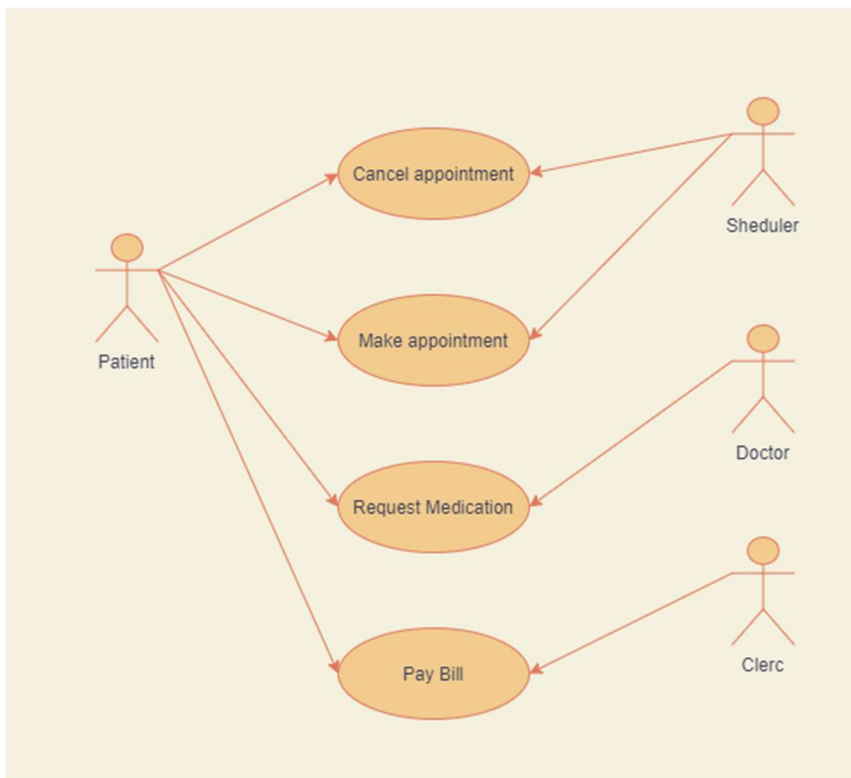 Cancel appointment
Sheduler
Make appointment
Patient
Doctor
Request Medication
Clerc
Pay Bill